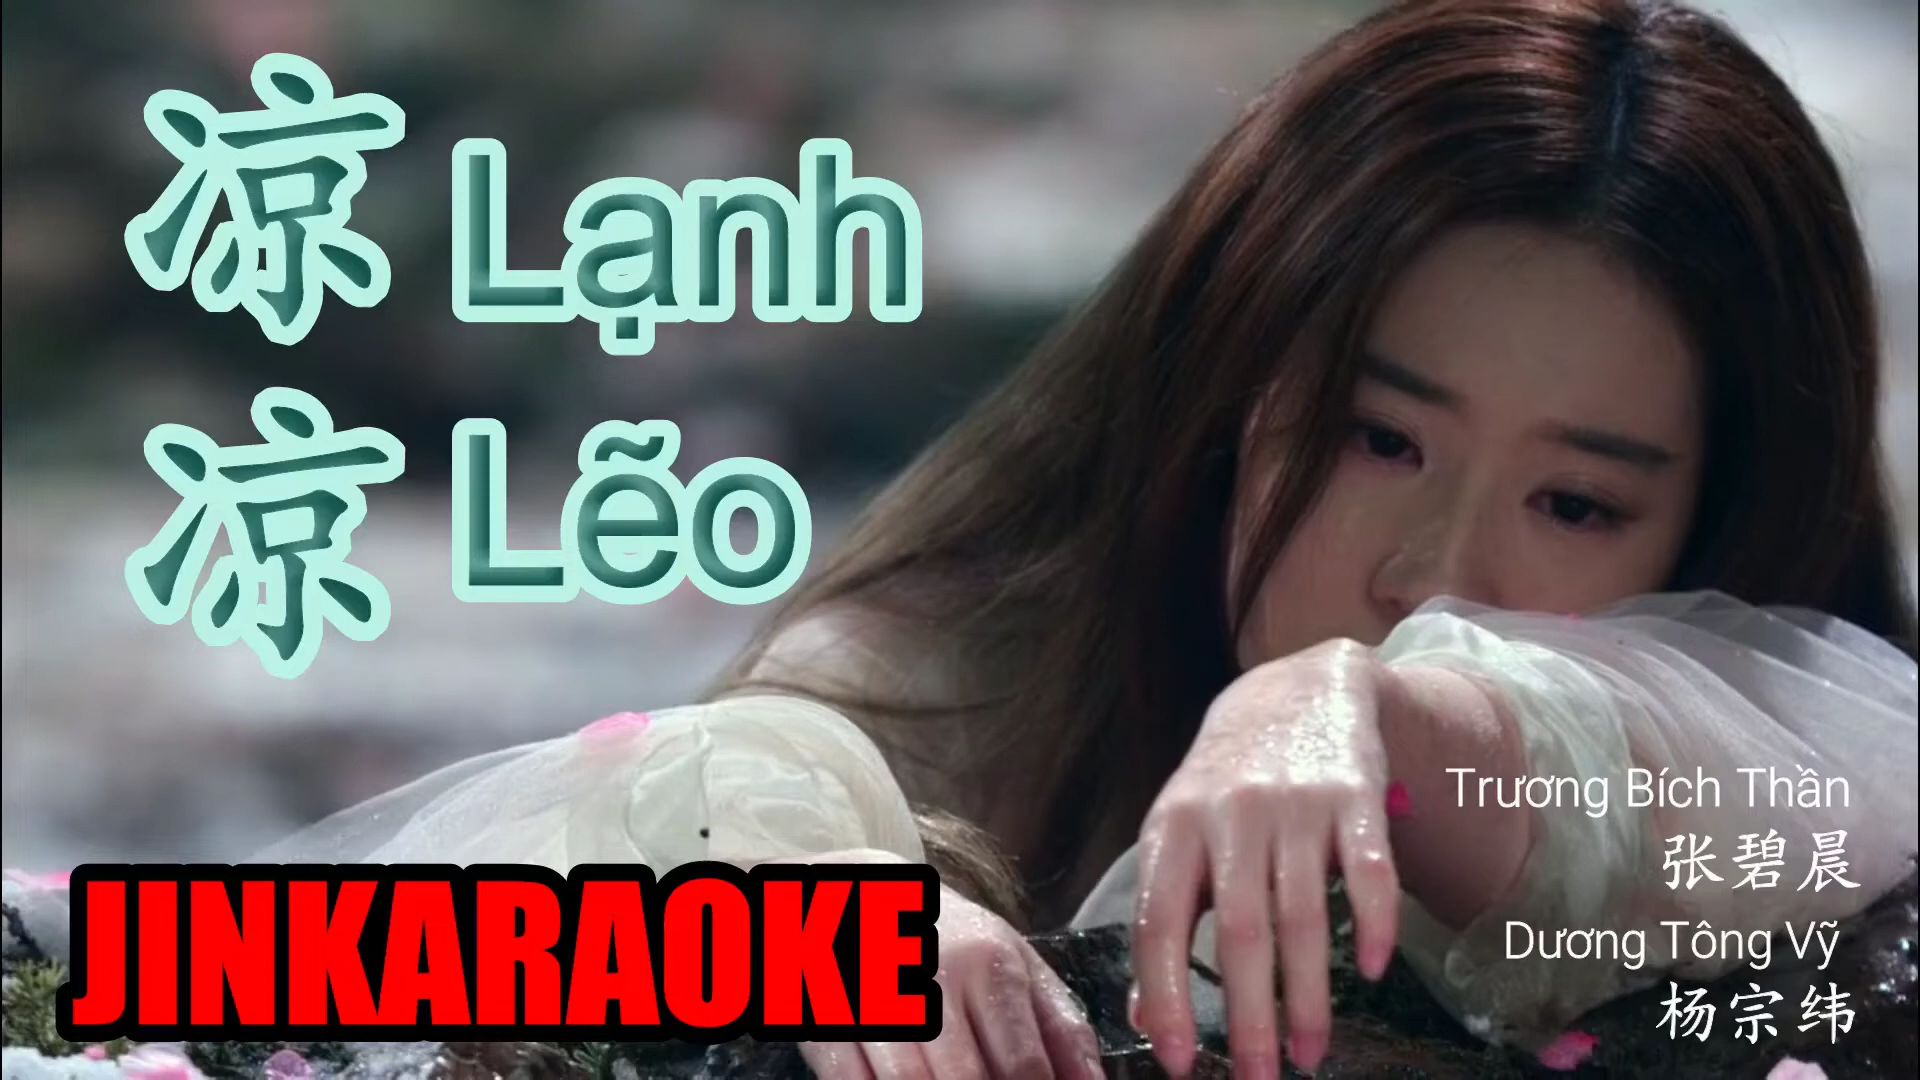 凉 Lạnh
凉 Lẽo
Trương Bích Thần
张碧晨
Dương Tông Vỹ
杨宗纬
JINKARAOKE